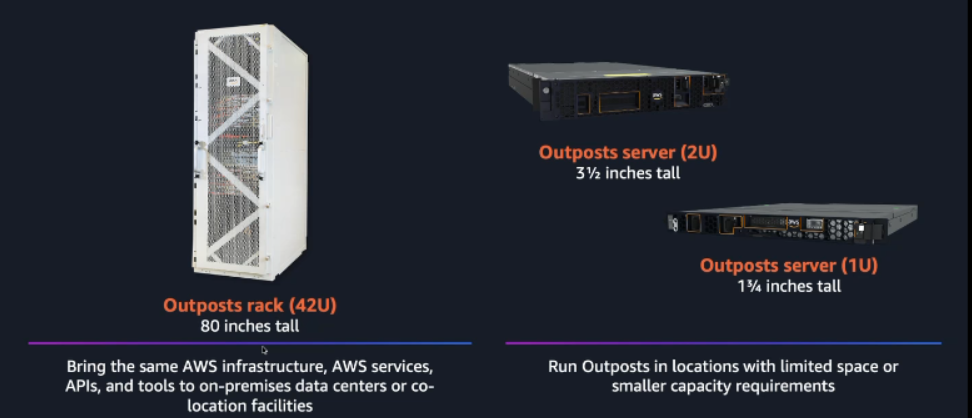 Outposts rack (42U)
80 inches tall
Bring the same AWS infrastructure, AWS services,
APIs, and tools to on-premises data centers or co-
location facilities
Outposts server (2U)
3½ inches tall
Outposts server (1U)
1¾ inches tall
Run Outposts in locations with limited space or
smaller capacity requirements